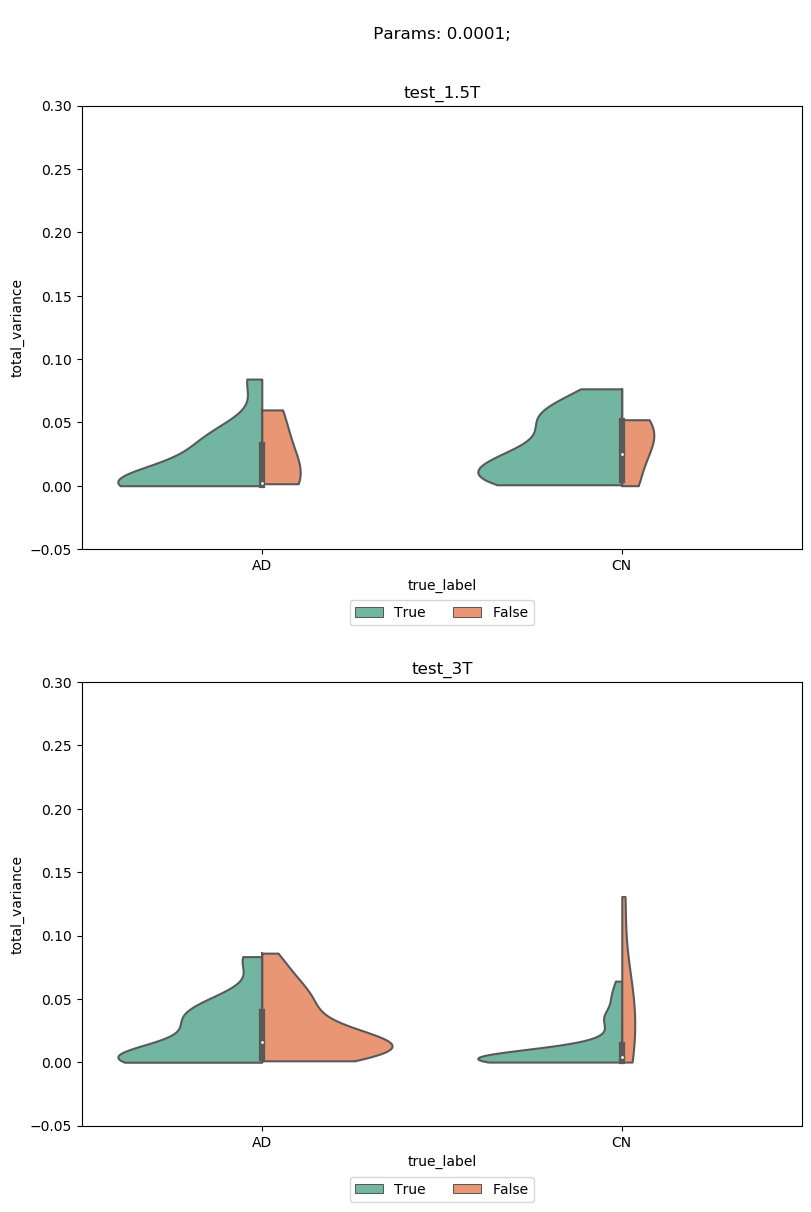 Params: 0.0001;
test_1.5T
0.30
0.25
0.20
0.15
0.10
0.05
0.00
−0.05
total_variance
AD CN
true_label
True False
test_3T
0.30
0.25
0.20
0.15
0.10
0.05
0.00
−0.05
total_variance
AD CN
true_label
True False